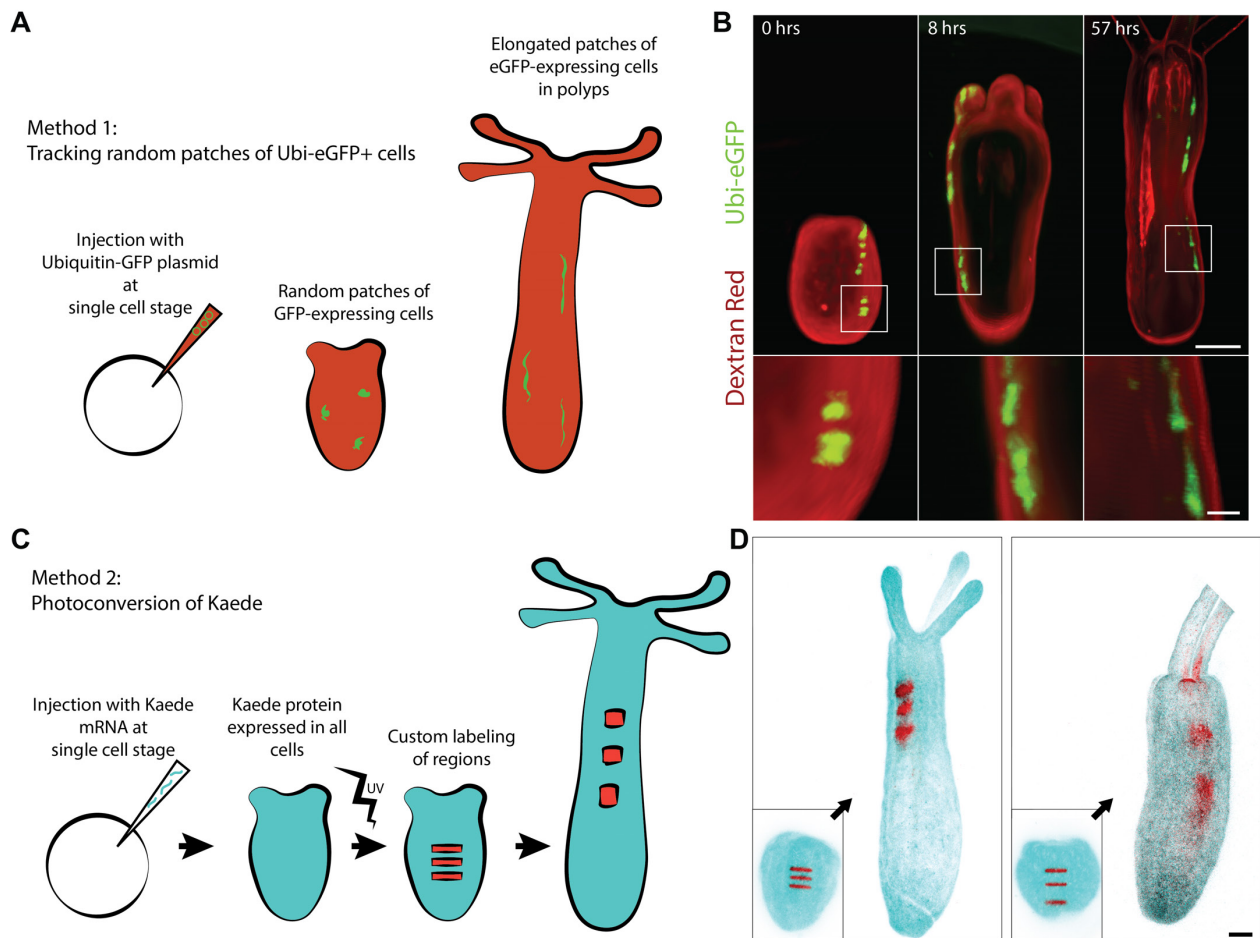 A
Method 1:
Tracking random patches of Ubi-eGFP+ cells
Injection with
Ubiquitin-GFP plasmid
at
single cell stage
Random patches of
GFP-expressing cells
Elongated patches of
eGFP-expressing cells
in polyps
B
0 hrs
8 hrs
57 hrs
Ubi-eGFP
Dextran Red
C
Method 2:
Photoconversion of Kaede
Injection with Kaede
mRNA at
single cell stage
Kaede protein
expressed in all
cells
UV
Custom labeling
of regions
D